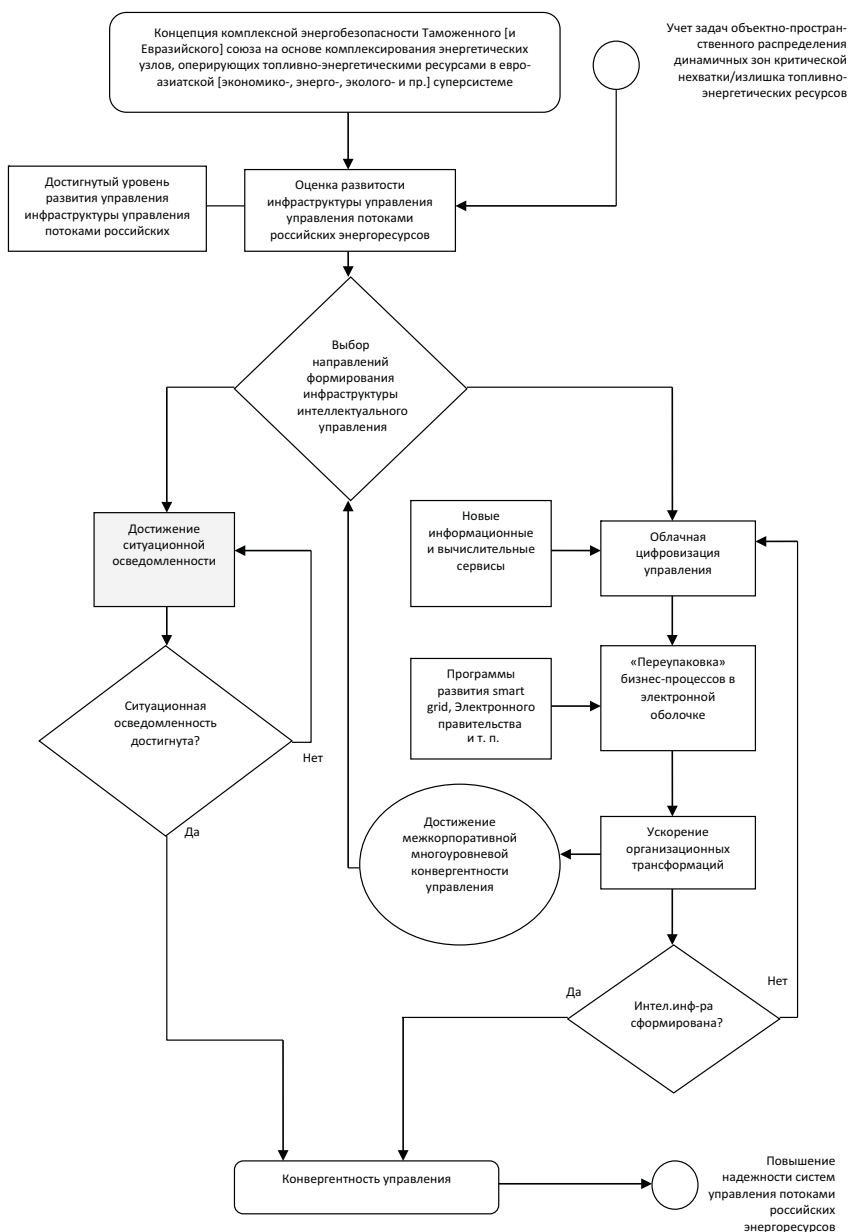 Концепция комплексной энергобезопасности Таможенного [и
Евразийского] союза на основе комплексирования энергетических
узлов, оперирующих топливно-энергетическими ресурсами в евро-
азиатской [экономико-, энерго-, эколого- и пр.] суперсистеме
Учет задач объектно-простран-
ственного распределения
динамичных зон критической
нехватки/излишка топливно-
энергетических ресурсов
Достигнутый уровень
развития управления
инфраструктуры управления
потоками российских
Оценка развитости
инфраструктуры управления
управления потоками
российских энергоресурсов
Выбор
направлений
формирования
инфраструктуры
интеллектуального
управления
Достижение
ситуационной
осведомленности
Новые
информационные
и вычислительные
сервисы
Облачная
цифровизация
управления
Ситуационная
осведомленность
достигнута?
Нет
Да
Программы
развития smart
grid, Электронного
правительства
и т. п.
«Переупаковка»
бизнес-процессов в
электронной
оболочке
Достижение
межкорпоративной
многоуровневой
конвергентности
управления
Ускорение
организационных
трансформаций
Да
Нет
Интел.инф-ра
сформирована?
Конвергентность управления
Повышение
надежности систем
управления потоками
российских
энергоресурсов